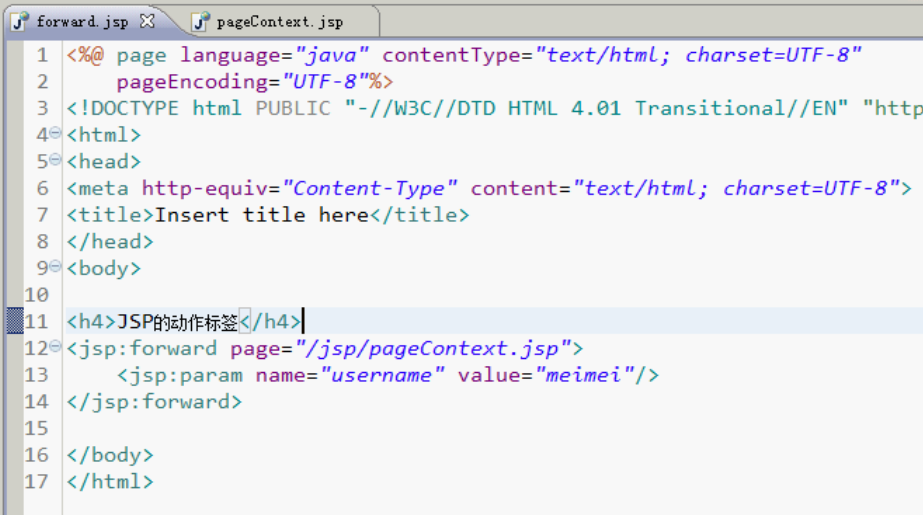 forward.jsp pageContext.jsp
1 <%@ page language="java" contentType="text/html; charset=UTF-8"
2 pageEncoding="UTF-8"%>
3 <!DOCTYPE html PUBLIC "-//W3C//DTD HTML 4.01 Transitional//EN" "http
4 <html>
5 <head>
6 <meta http-equiv="Content-Type" content="text/html; charset=UTF-8">
7 <title>Insert title here</title>
8 </head>
9 <body>
10
11 <h4>JSP的动作标签</h4>
12 <jsp:forward page="/jsp/pageContext.jsp">
13 <jsp:param name="username" value="meimei"/>
14 </jsp:forward>
15
16 </body>
17 </html>